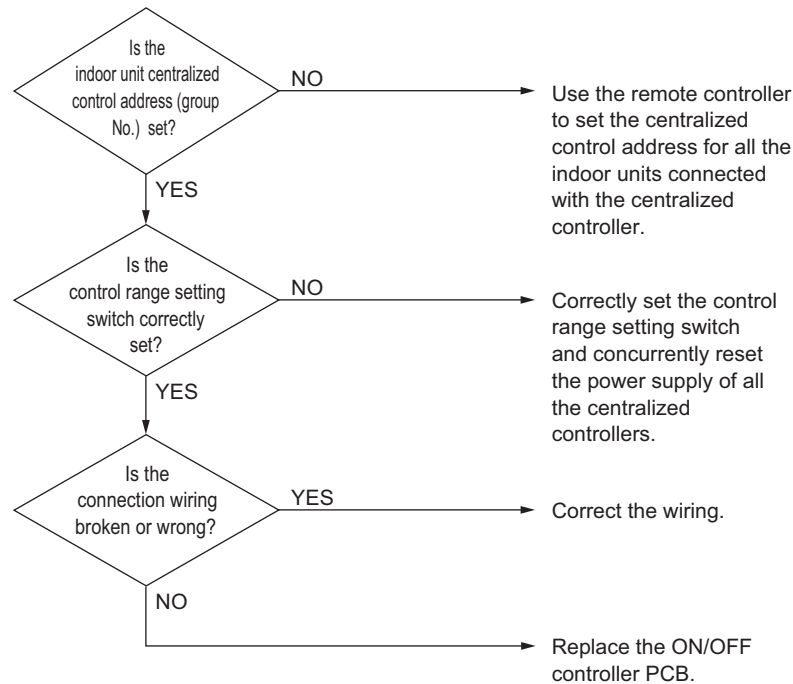 Is the
indoor unit centralized
control address (group
No.) set?
NO
Use the remote controller
to set the centralized
control address for all the
indoor units connected
with the centralized
controller.
YES
Is the
control range setting
switch correctly
set?
NO
Correctly set the control
range setting switch
and concurrently reset
the power supply of all
the centralized
controllers.
YES
Is the
connection wiring
broken or wrong?
YES
Correct the wiring.
NO
Replace the ON/OFF
controller PCB.